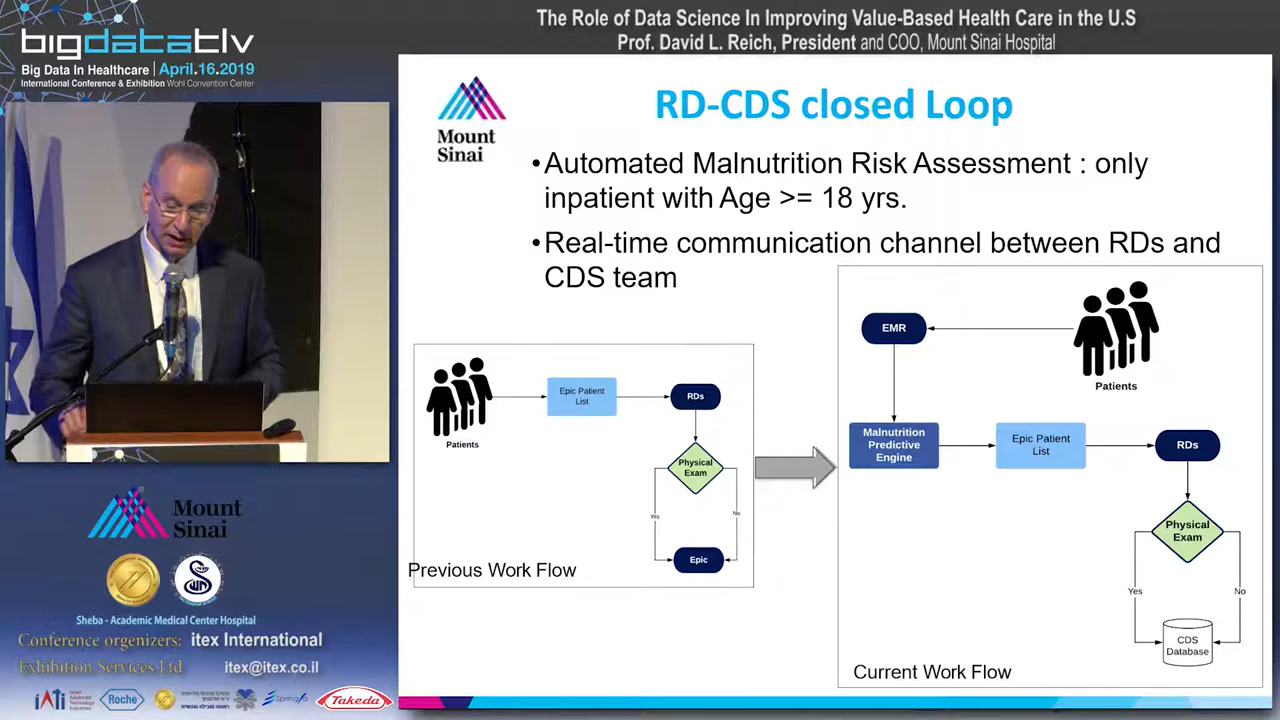 The Role of Data Science In Improving Value-Based Health Care in the U.S
Prof. David L. Reich, President and COO, Mount Sinai Hospital
bigdatatlv
Big Data In Healthcare | April.16.2019
International Conference & Exhibition Wohl Convention Center
Mount
Sinai
RD-CDS closed Loop
•Automated Malnutrition Risk Assessment : only
inpatient with Age >= 18 yrs.
•Real-time communication channel between RDs and
CDS team
Patients
Epic Patient
List
RDs
Physical
Exam
Yes
No
Epic
Previous Work Flow
EMR
Patients
Malnutrition
Predictive
Engine
Epic Patient
List
RDs
Physical
Exam
Yes
No
CDS
Database
Current Work Flow
Mount
Sinai
Sheba - Academic Medical Center Hospital
Conference organizers: itex International
Exhibition Services Ltd itex@itex.co.il
iATi
Israel
Advanced
Technology
Industries
Roche
Takeda